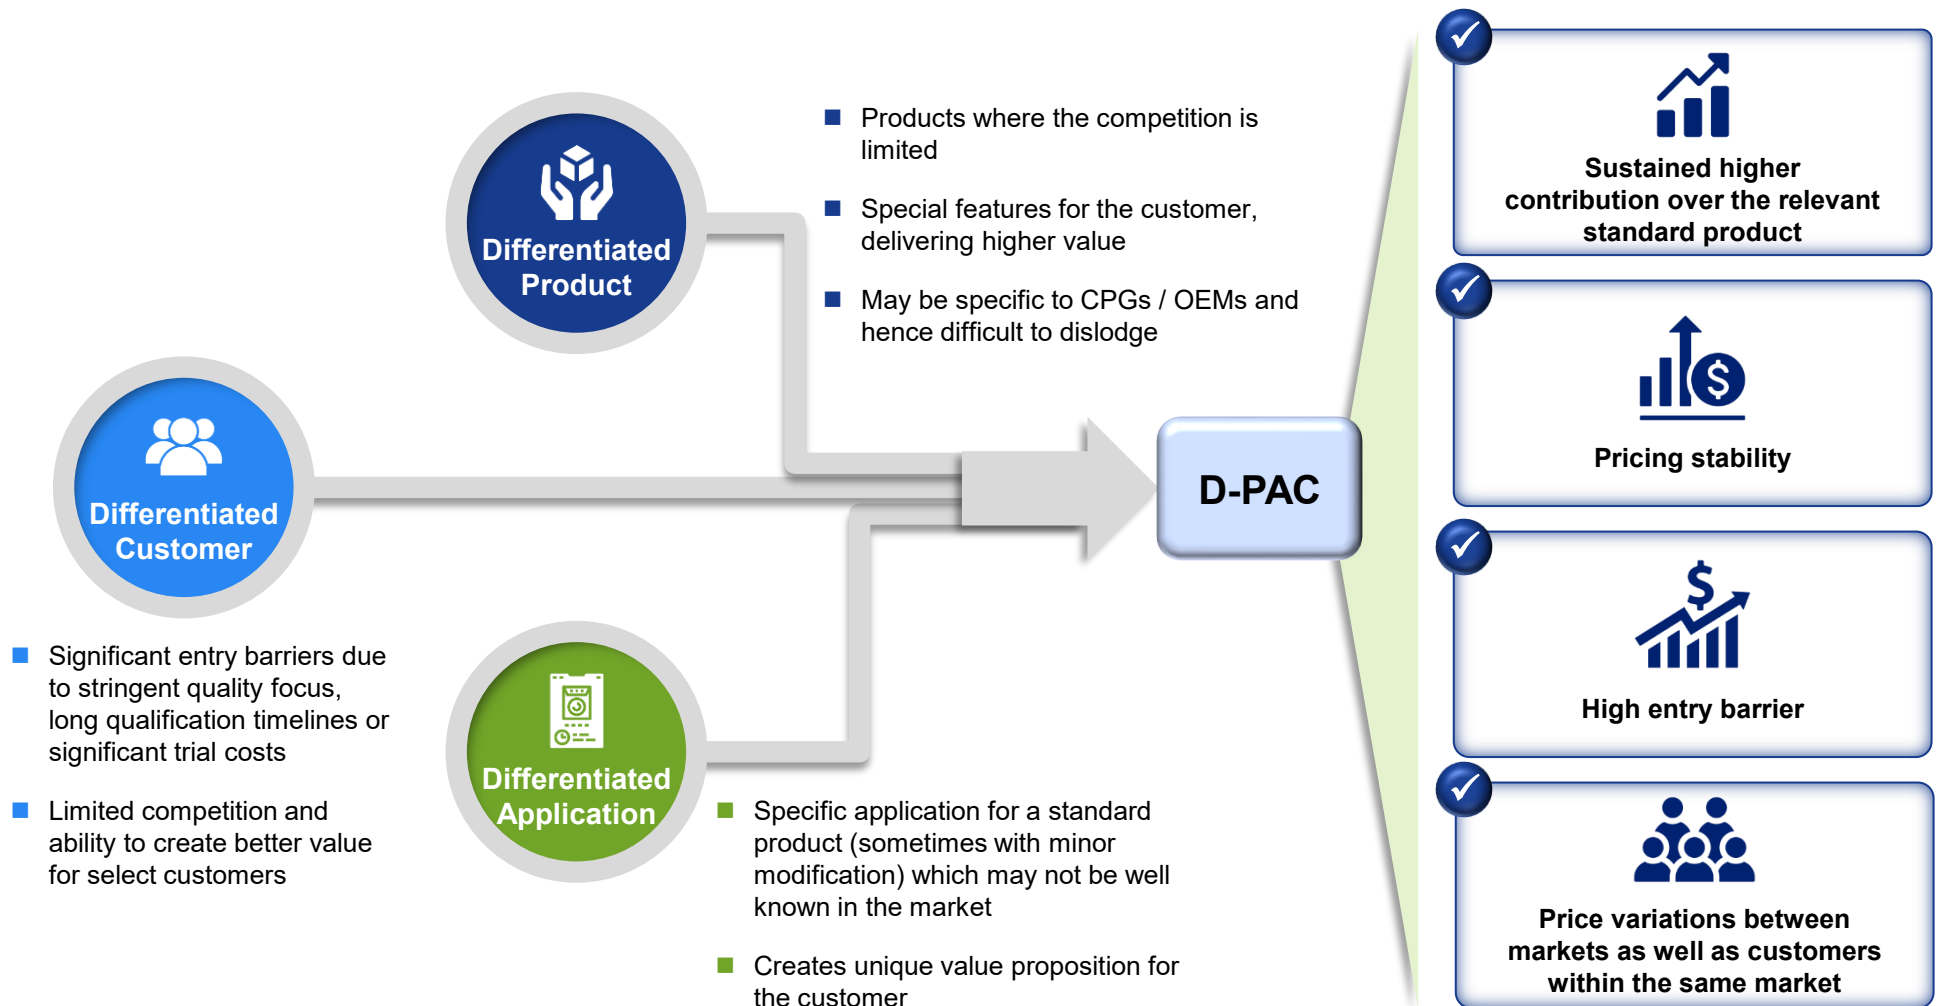 Products where the competition is
limited
Special features for the customer,
delivering higher value
May be specific to CPGs / OEMs and
hence difficult to dislodge
Differentiated
Product
Differentiated
Customer
Significant entry barriers due
to stringent quality focus,
long qualification timelines or
significant trial costs
Limited competition and
ability to create better value
for select customers
Differentiated
Application
Specific application for a standard
product (sometimes with minor
modification) which may not be well
known in the market
Creates unique value proposition for
the customer
D-PAC
Sustained higher
contribution over the relevant
standard product
$
Pricing stability
$
High entry barrier
Price variations between
markets as well as customers
within the same market